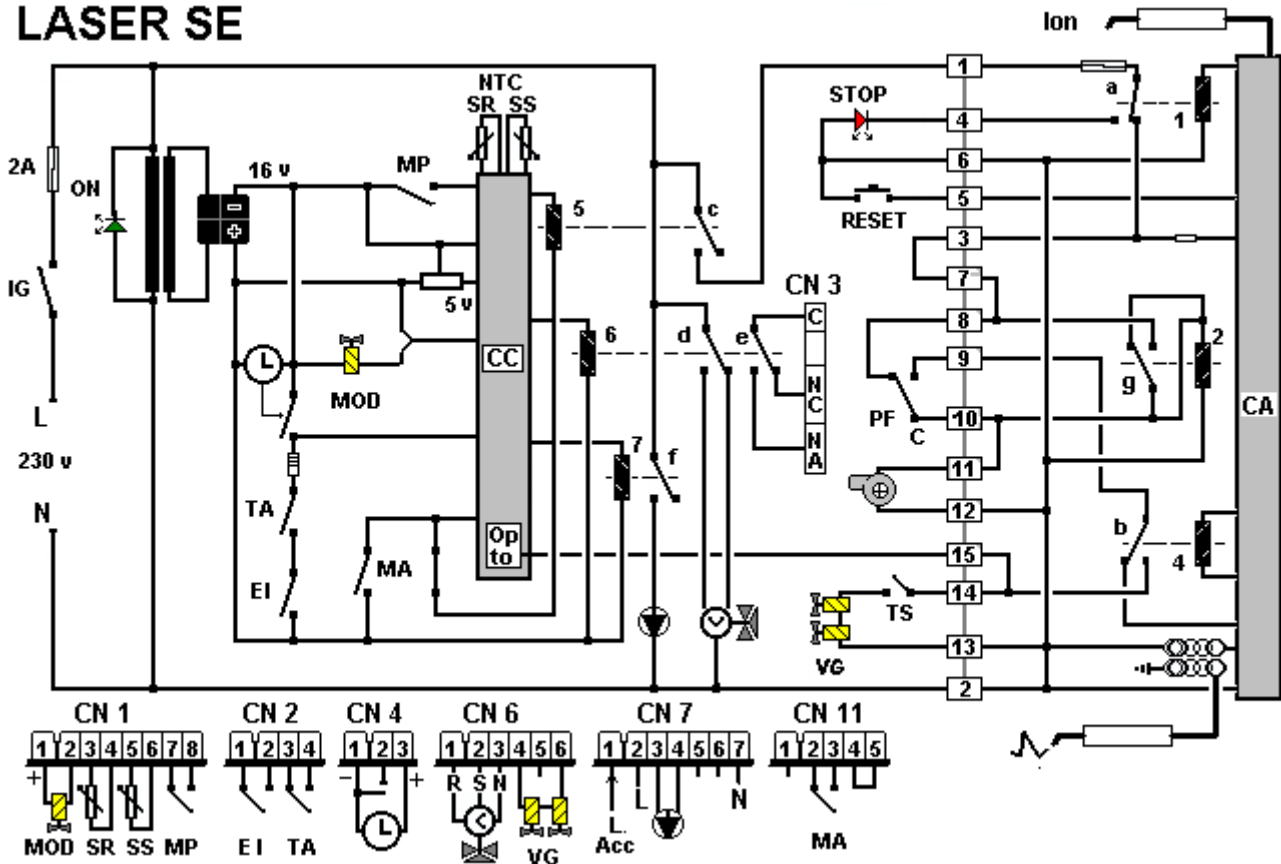 LASER SE
Ion
1
NTC
SR SS
STOP
a
4
1
2A
ON
16 v
MP
6
5
5
c
RESET
3
7
IG
5 v
CN 3
C
8
2
6
d
e
9
CC
MOD
N
C
g
CA
L
PF
C
10
230 v
7
f
N
A
11
N
TA
12
b
Op
to
15
4
MA
EI
TS
14
VG
13
2
CN 1
CN 2
CN 4
CN 6
CN 7
CN 11
1 2 3 4 5 6 7 8
1 2 3 4
1 2 3
1 2 3 4 5 6
1 2 3 4 5 6 7
1 2 3 4 5
+
- +
R S N
L
N
L.
Acc
MOD SR SS MP
EI TA
VG
MA